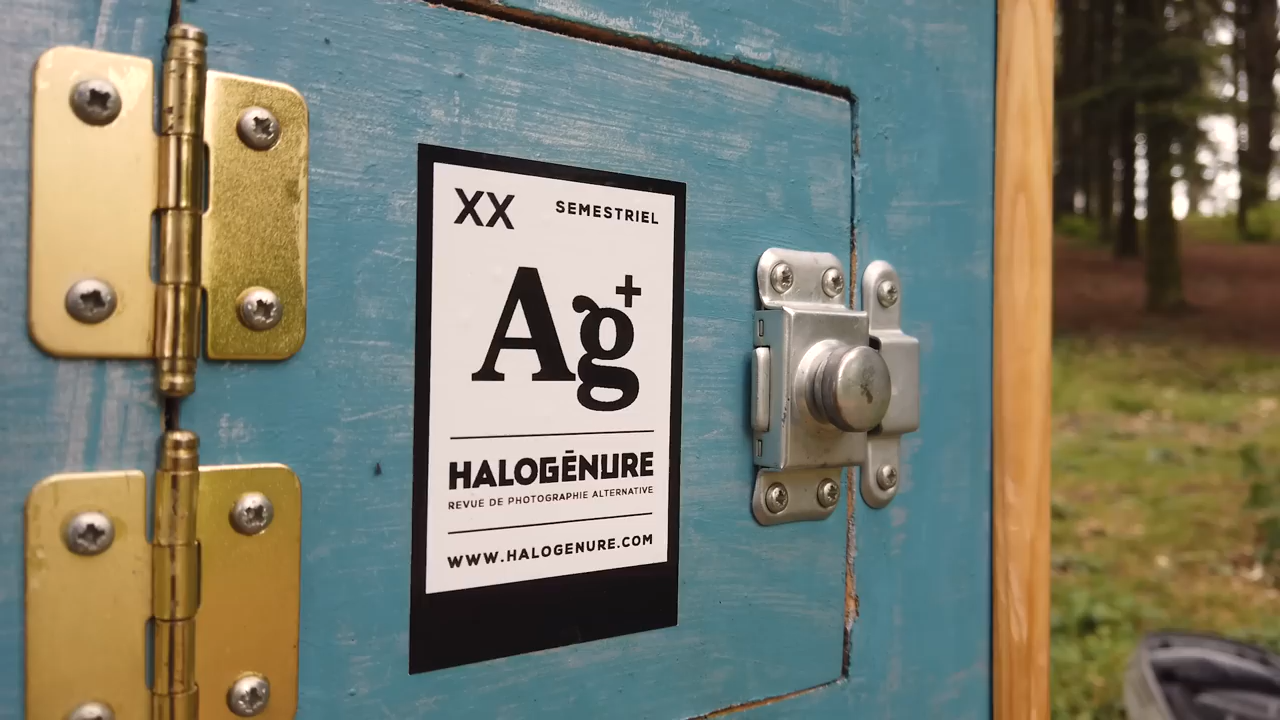 XX
SEMESTRIEL
Ag+
HALOGĒNURE
REVUE DE PHOTOGRAPHIE ALTERNATIVE
WWW.HALOGENURE.COM